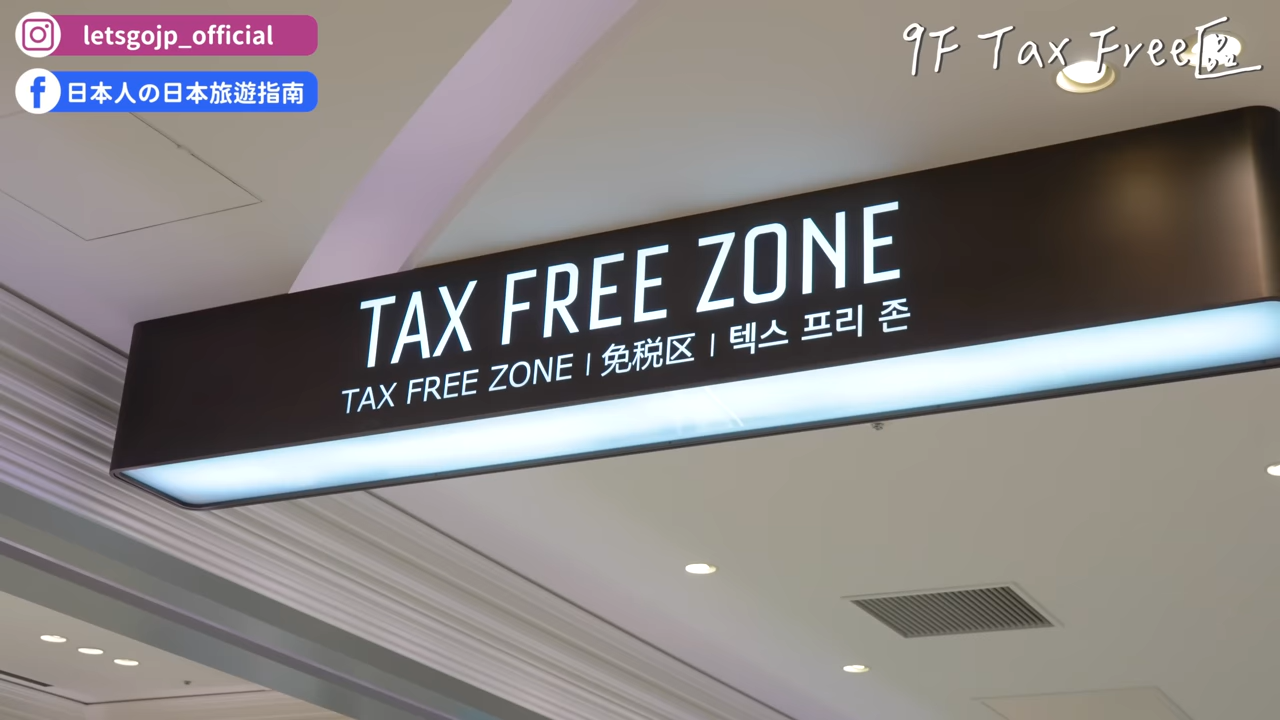 letsgojp_official
日本人の日本旅遊指南
9F Tax Free區
TAX FREE ZONE
TAX FREE ZONE | 免税区 | 텍스 프리 존